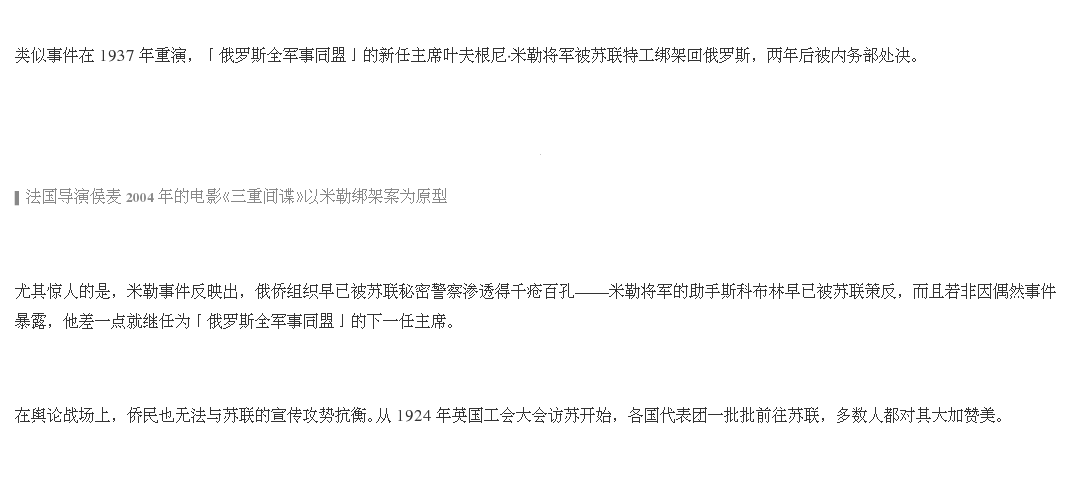 类似事件在 1937 年重演，「俄罗斯全军事同盟」的新任主席叶夫根尼·米勒将军被苏联特工绑架回俄罗斯，两年后被内务部处决。
▌法国导演侯麦 2004 年的电影《三重间谍》以米勒绑架案为原型
尤其惊人的是，米勒事件反映出，俄侨组织早已被苏联秘密警察渗透得千疮百孔——米勒将军的助手斯科布林早已被苏联策反，而且若非因偶然事件
暴露，他差一点就继任为「俄罗斯全军事同盟」的下一任主席。
在舆论战场上，侨民也无法与苏联的宣传攻势抗衡。从 1924 年英国工会大会访苏开始，各国代表团一批批前往苏联，多数人都对其大加赞美。